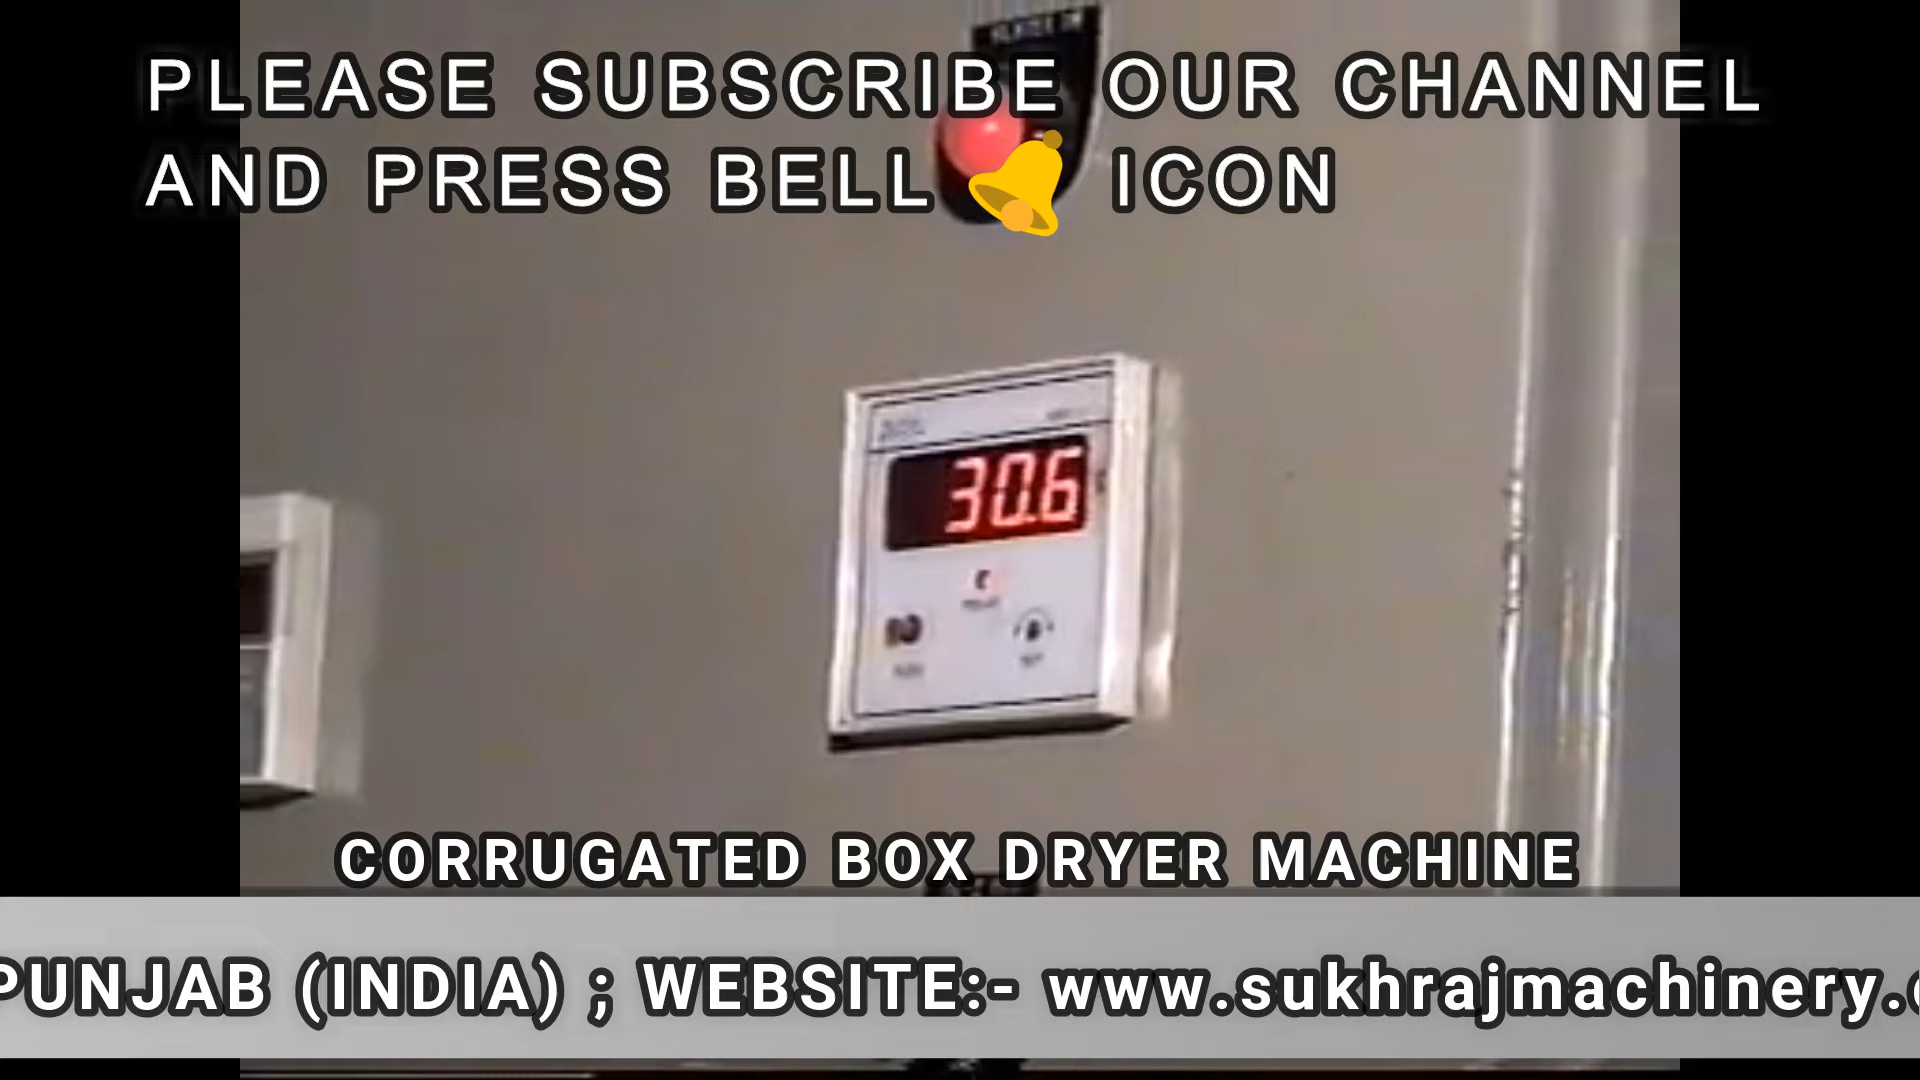 PLEASE SUBSCRIBE OUR CHANNEL
AND PRESS BELL 🔔 ICON
30.6
CORRUGATED BOX DRYER MACHINE
PUNJAB (INDIA) ; WEBSITE:- www.sukhrajmachinery.c